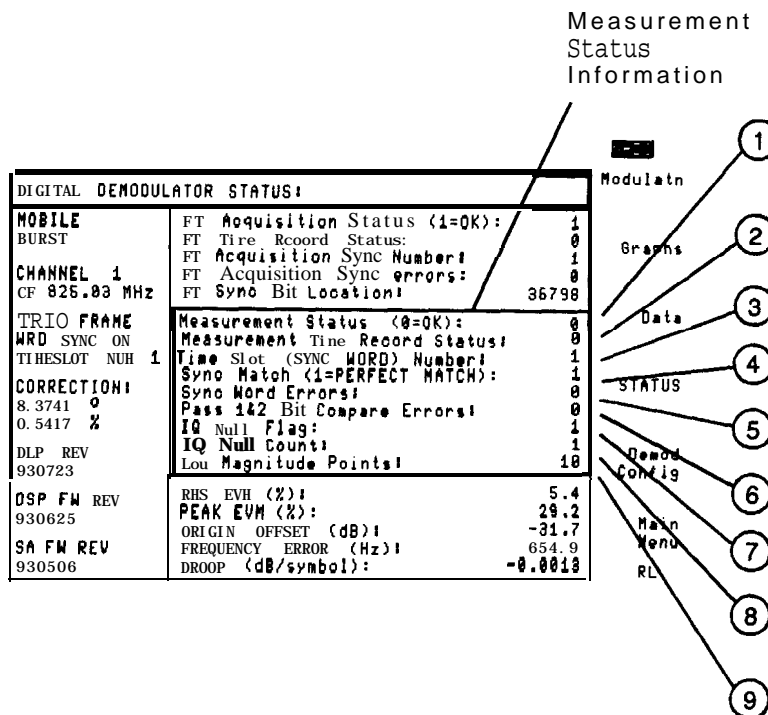 Measurement
Status
Information
1
Modulatn
DIGITAL DEMODULATOR STATUS:
MOBILE
BURST
CHANNEL 1
CF 825.03 MHz
TRIO FRAME
WRD SYNC ON
TIHESLOT NUH 1
CORRECTION:
8.3741 º
0.5417 %
DLP REV
930723
DSP FW REV
930625
SA FW REV
930506
FT Acquisition Status (1=OK): 1
FT Tire Rcoord Status: 0
FT Acquisition Sync Number: 1
FT Acquisition Sync errors: 0
FT Sync Bit Location: 36798
Measurement Status (0=OK): 0
Measurement Tine Record Status: 0
Time Slot (SYNC WORD) Number: 1
Sync Match (1=PERFECT MATCH): 1
Sync Word Errors: 0
Pass 1&2 Bit Compare Errors: 0
IQ Null Flag: 1
IQ Null Count: 1
Lou Magnitude Points: 10
RHS EVH (%): 5.4
PEAK EVM (%): 29.2
ORIGIN OFFSET (dB): -31.7
FREQUENCY ERROR (Hz): 654.9
DROOP (dB/symbol): -0.0013
Graphs
2
Data
3
STATUS
4
5
Demod
Config
6
Main
Menu
7
RL
8
9